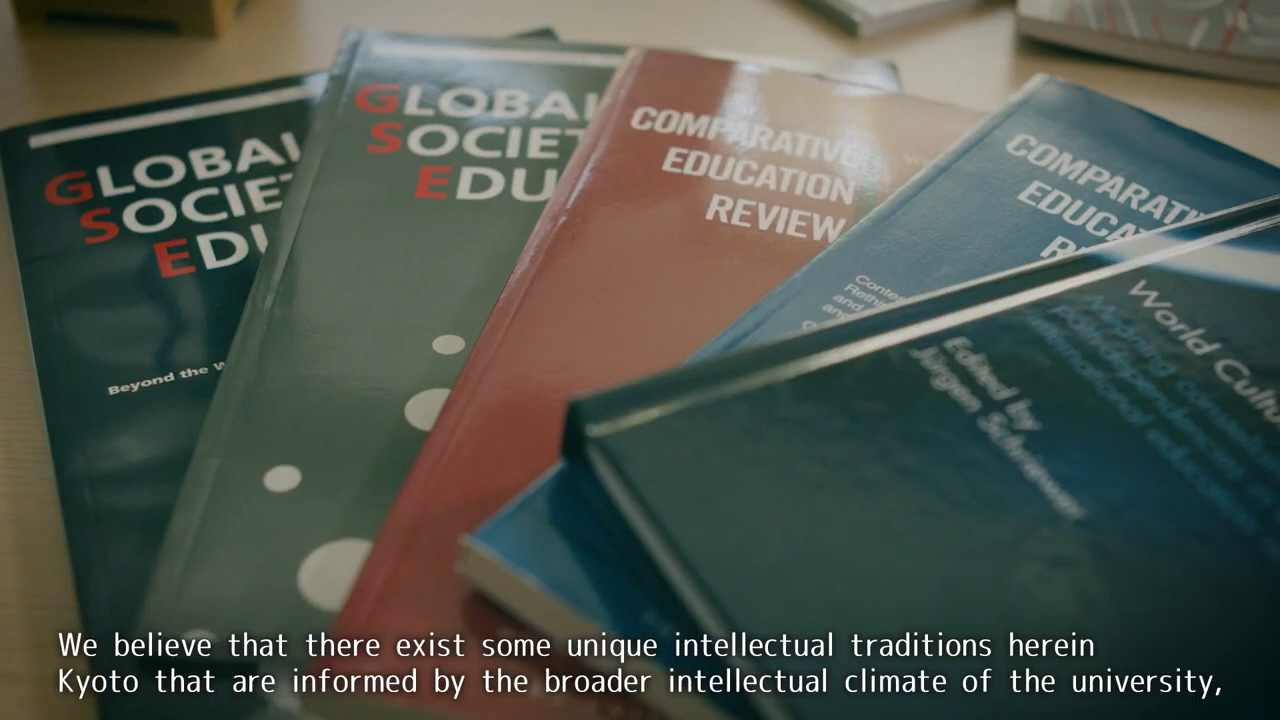 GLOBAL
SOCIET
EDU
Beyond the W
GLOBAL
SOCIET
EDU
COMPARATIVE
EDUCATION
REVIEW
COMPARATI
EDUCAT
R
World Cultu
Edited by
Jürgen Schriewer
We believe that there exist some unique intellectual traditions herein
Kyoto that are informed by the broader intellectual climate of the university,